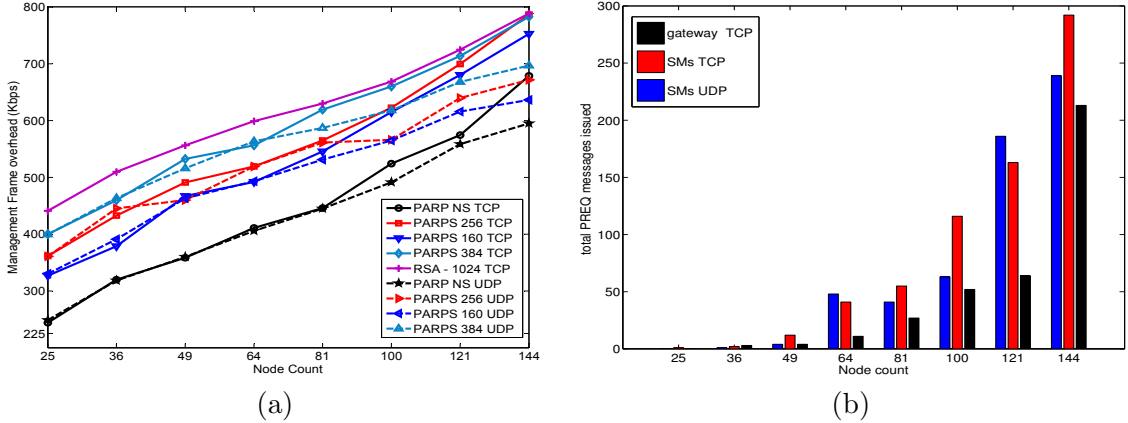 800
700
600
500
400
300
225
Management Frame overhead (Kbps)
PARP NS TCP
PARPS 256 TCP
PARPS 160 TCP
PARPS 384 TCP
RSA - 1024 TCP
PARP NS UDP
PARPS 256 UDP
PARPS 160 UDP
PARPS 384 UDP
25 36 49 64 81 100 121 144
Node Count
(a)
300
250
200
150
100
50
0
total PREQ messages issued
gateway TCP
SMs TCP
SMs UDP
25 36 49 64 81 100 121 144
Node count
(b)